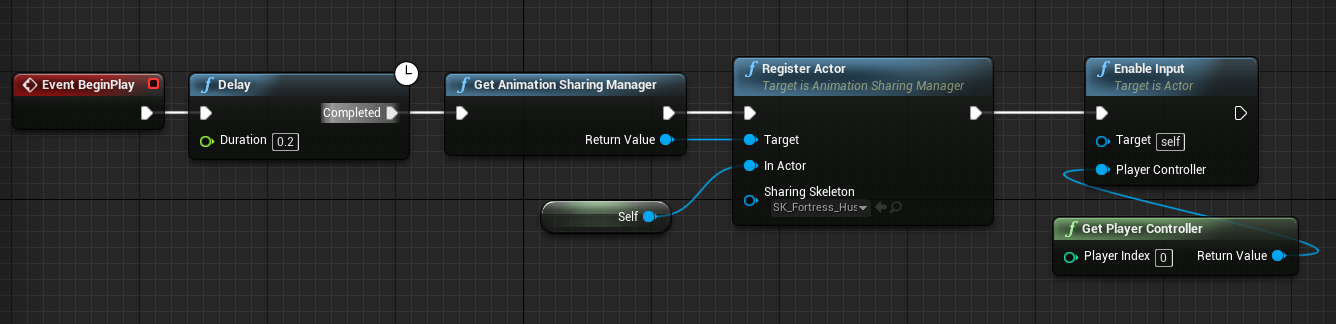 Event BeginPlay
f Delay
Completed
Duration 0.2
f Get Animation Sharing Manager
Return Value
f Register Actor
Target is Animation Sharing Manager
Target
In Actor
Sharing Skeleton
SK_Fortress_Hus
Self
f Enable Input
Target is Actor
Target self
Player Controller
f Get Player Controller
Player Index 0
Return Value